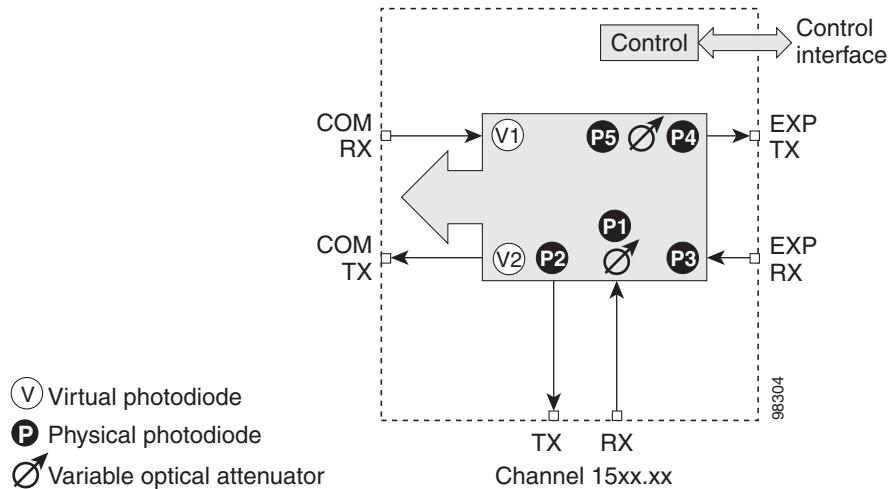 Control
Control
interface
COM
RX
V1
P5
P4
EXP
TX
P1
COM
TX
V2
P2
P3
EXP
RX
98304
V Virtual photodiode
P Physical photodiode
Variable optical attenuator
TX
RX
Channel 15xx.xx